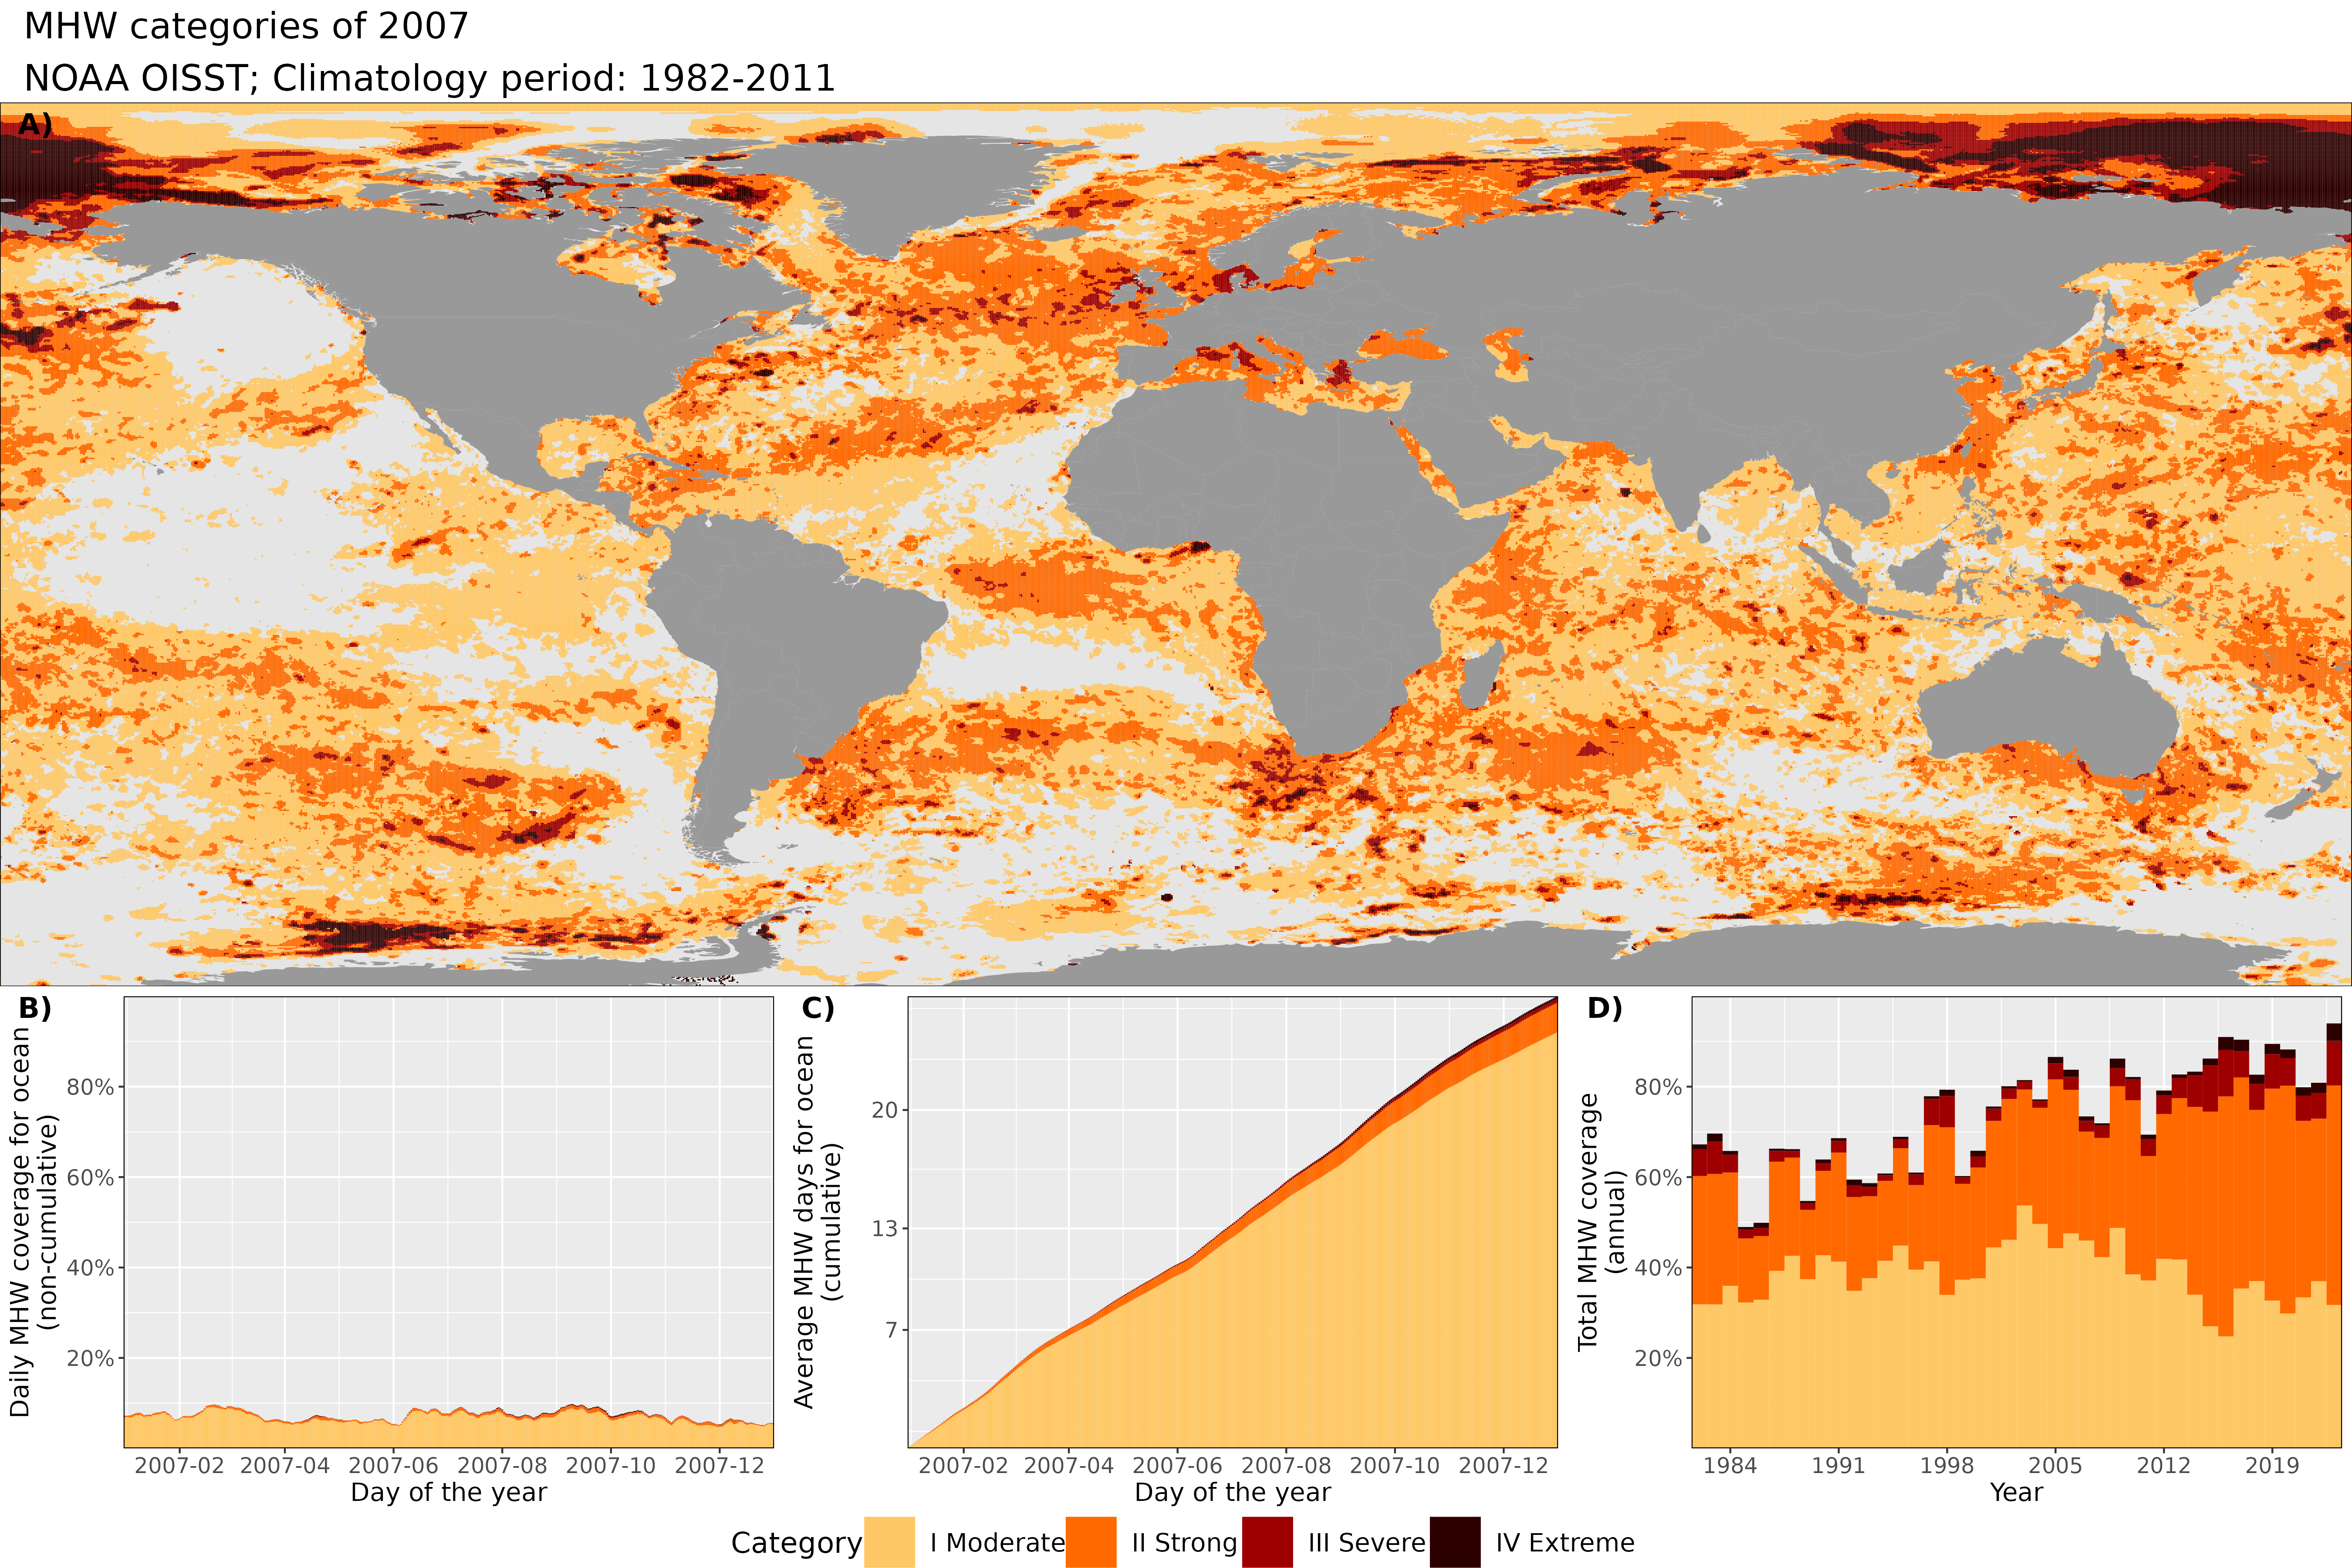 MHW categories of 2007
NOAA OISST; Climatology period: 1982-2011
A)
B)
Daily MHW coverage for ocean
(non-cumulative)
80%
60%
40%
20%
2007-02 2007-04 2007-06 2007-08 2007-10 2007-12
Day of the year
C)
Average MHW days for ocean
(cumulative)
20
13
7
2007-02 2007-04 2007-06 2007-08 2007-10 2007-12
Day of the year
D)
Total MHW coverage
(annual)
80%
60%
40%
20%
1984 1991 1998 2005 2012 2019
Year
Category I Moderate II Strong III Severe IV Extreme